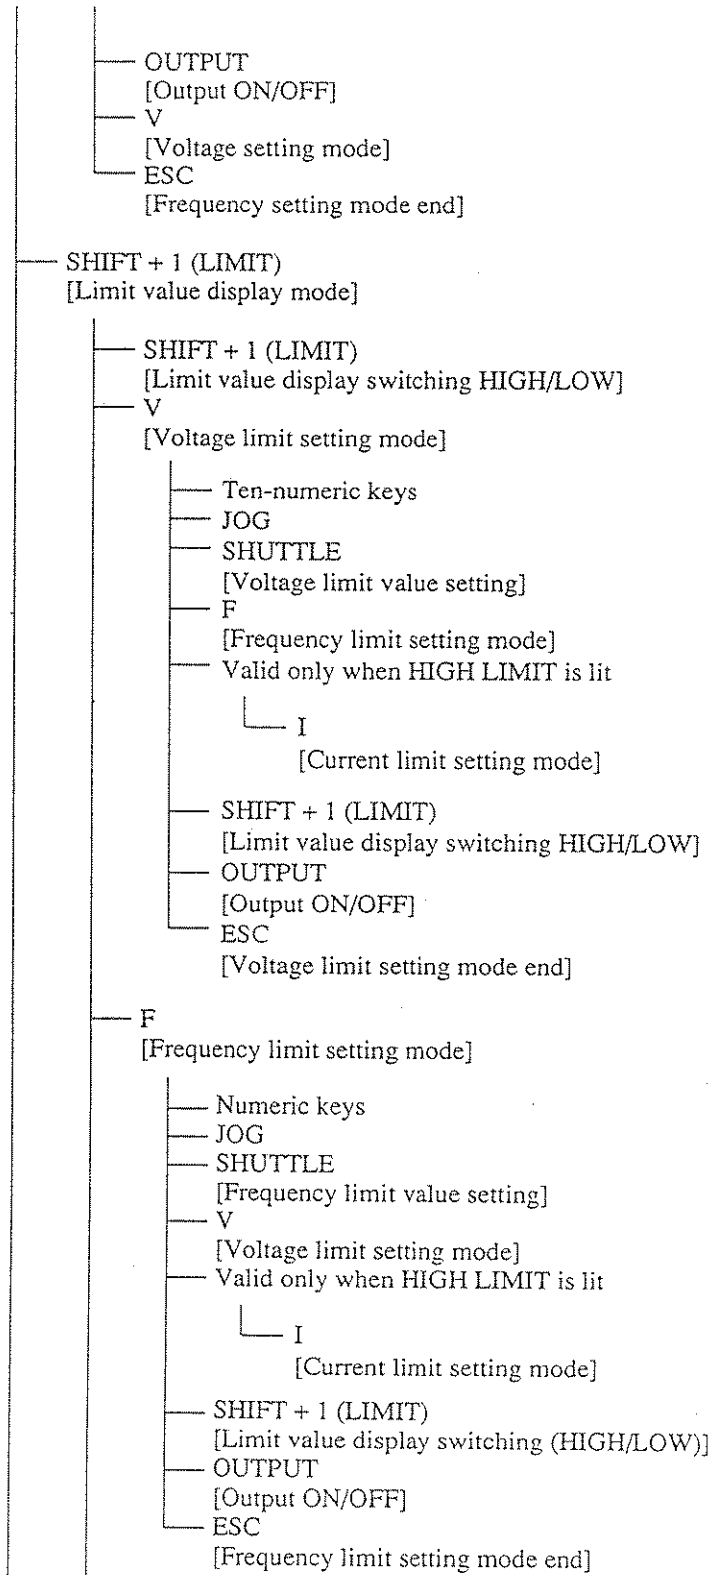 OUTPUT
[Output ON/OFF]
V
[Voltage setting mode]
ESC
[Frequency setting mode end]
SHIFT + 1 (LIMIT)
[Limit value display mode]
SHIFT + 1 (LIMIT)
[Limit value display switching HIGH/LOW]
V
[Voltage limit setting mode]
Ten-numeric keys
JOG
SHUTTLE
[Voltage limit value setting]
F
[Frequency limit setting mode]
Valid only when HIGH LIMIT is lit
I
[Current limit setting mode]
SHIFT + 1 (LIMIT)
[Limit value display switching HIGH/LOW]
OUTPUT
[Output ON/OFF]
ESC
[Voltage limit setting mode end]
F
[Frequency limit setting mode]
Numeric keys
JOG
SHUTTLE
[Frequency limit value setting]
V
[Voltage limit setting mode]
Valid only when HIGH LIMIT is lit
I
[Current limit setting mode]
SHIFT + 1 (LIMIT)
[Limit value display switching (HIGH/LOW)]
OUTPUT
[Output ON/OFF]
ESC
[Frequency limit setting mode end]